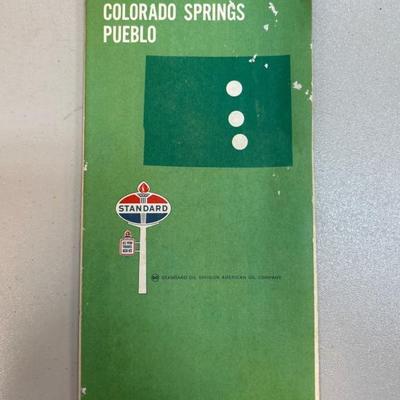 COLORADO SPRINGS
PUEBLO
STANDARD
STANDARD OIL DIVISION AMERICAN OIL COMPANY